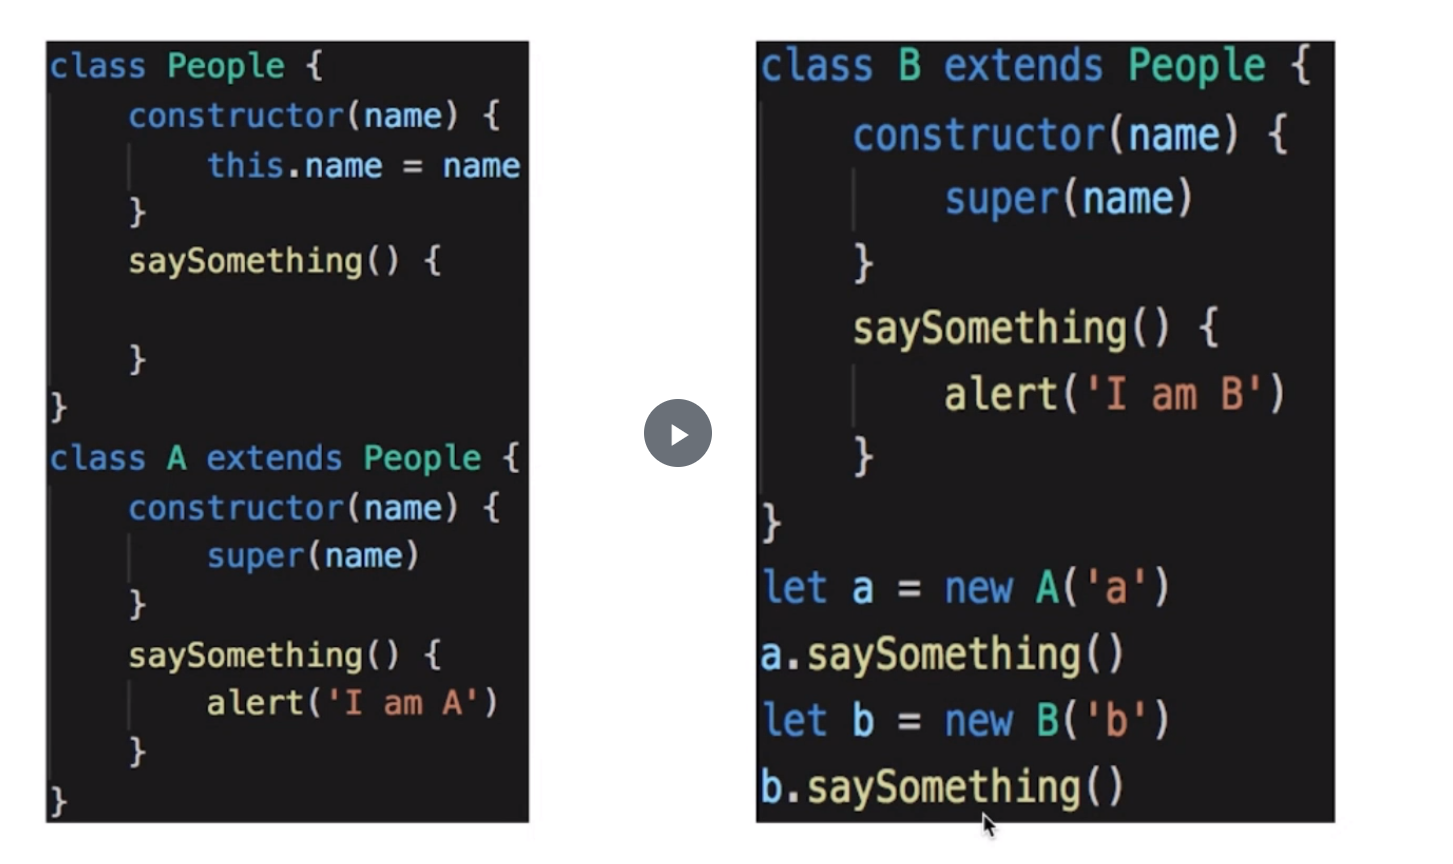 class People {
    constructor(name) {
        this.name = name
    }
    saySomething() {

    }
}
class A extends People {
    constructor(name) {
        super(name)
    }
    saySomething() {
        alert('I am A')
    }
}
class B extends People {
    constructor(name) {
        super(name)
    }
    saySomething() {
        alert('I am B')
    }
}
let a = new A('a')
a.saySomething()
let b = new B('b')
b.saySomething()